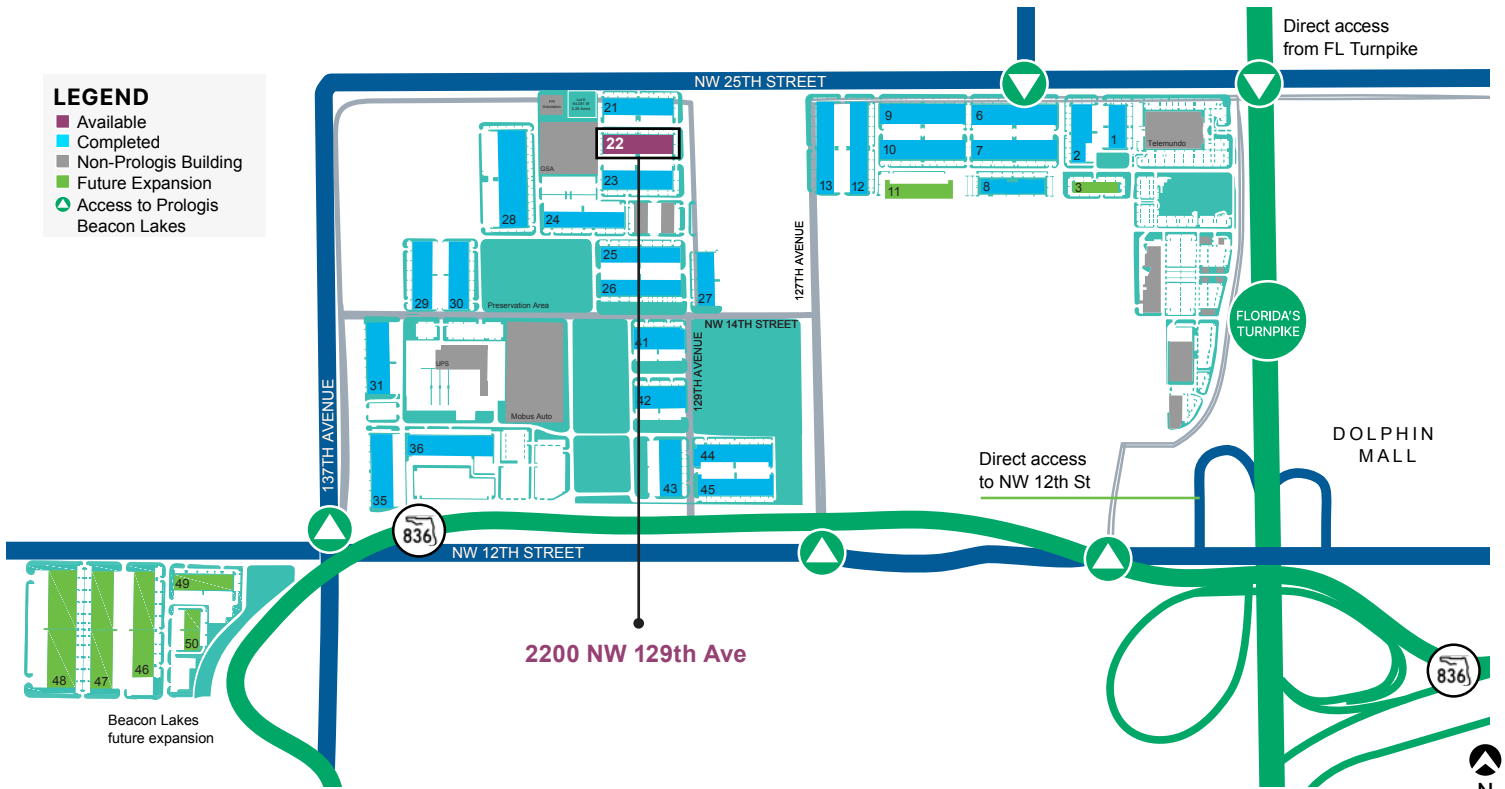 Direct access
from FL Turnpike
NW 25TH STREET
LEGEND
Available
Completed
Non-Prologis Building
Future Expansion
Access to Prologis
Beacon Lakes
21
22
GSA
23
24
28
25
26
27
29
30
Preservation Area
9
6
10
7
13
12
11
8
2
1
3
Telemundo
127TH AVENUE
NW 14TH STREET
129TH AVENUE
137TH AVENUE
FLORIDA'S
TURNPIKE
31
UPS
Mobus Auto
41
42
36
35
43
44
45
DOLPHIN
MALL
Direct access
to NW 12th St
836
NW 12TH STREET
49
50
48
47
46
2200 NW 129th Ave
Beacon Lakes
future expansion
836
N